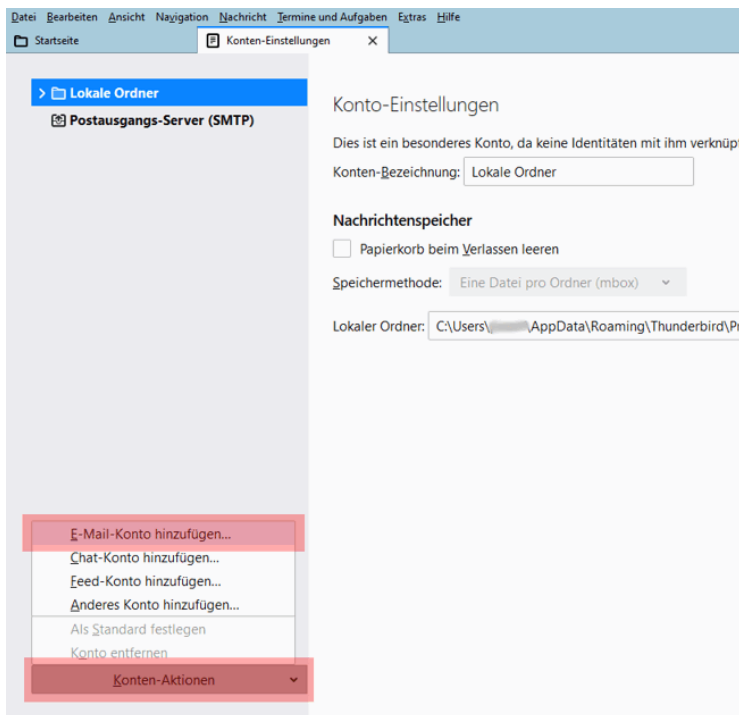 Datei Bearbeiten Ansicht Navigation Nachricht Termine und Aufgaben Extras Hilfe
Startseite Konten-Einstellungen
Lokale Ordner
Postausgangs-Server (SMTP)
Konto-Einstellungen
Dies ist ein besonderes Konto, da keine Identitäten mit ihm verknüp
Konten-Bezeichnung: Lokale Ordner
Nachrichtenspeicher
Papierkorb beim Verlassen leeren
Speichermethode: Eine Datei pro Ordner (mbox)
Lokaler Ordner: C:\Users\ \AppData\Roaming\Thunderbird\P
E-Mail-Konto hinzufügen...
Chat-Konto hinzufügen...
Feed-Konto hinzufügen...
Anderes Konto hinzufügen...
Als Standard festlegen
Konto entfernen
Konten-Aktionen